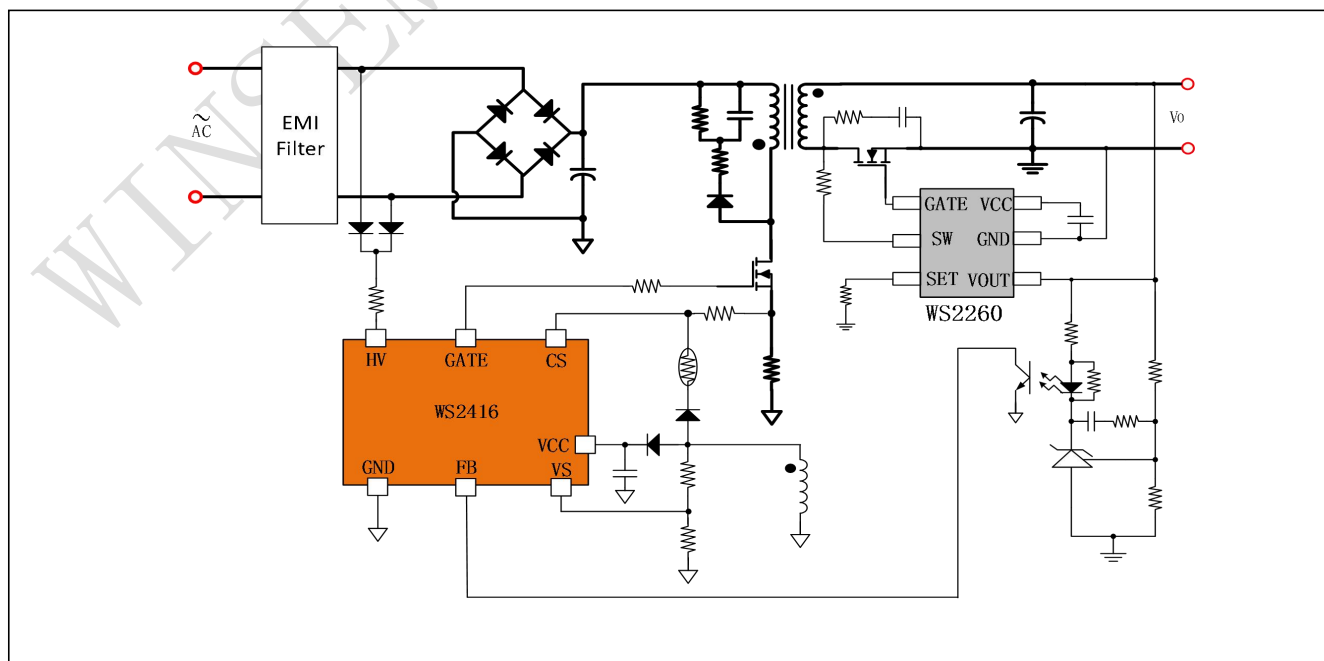 WINSEM
~
AC
EMI
Filter
Vo
GATE VCC
SW GND
SET VOUT
WS2260
HV GATE CS
WS2416
VCC
GND FB VS